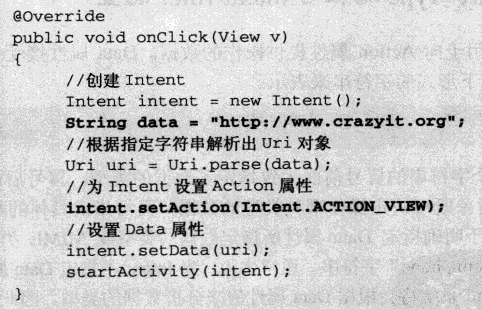 @Override
public void onClick(View v)
{
//创建 Intent
Intent intent = new Intent();
String data = "http://www.crazyit.org";
//根据指定字符串解析出 Uri 对象
Uri uri = Uri.parse(data);
//为 Intent 设置 Action 属性
intent.setAction(Intent.ACTION_VIEW);
//设置 Data 属性
intent.setData(uri);
startActivity(intent);
}